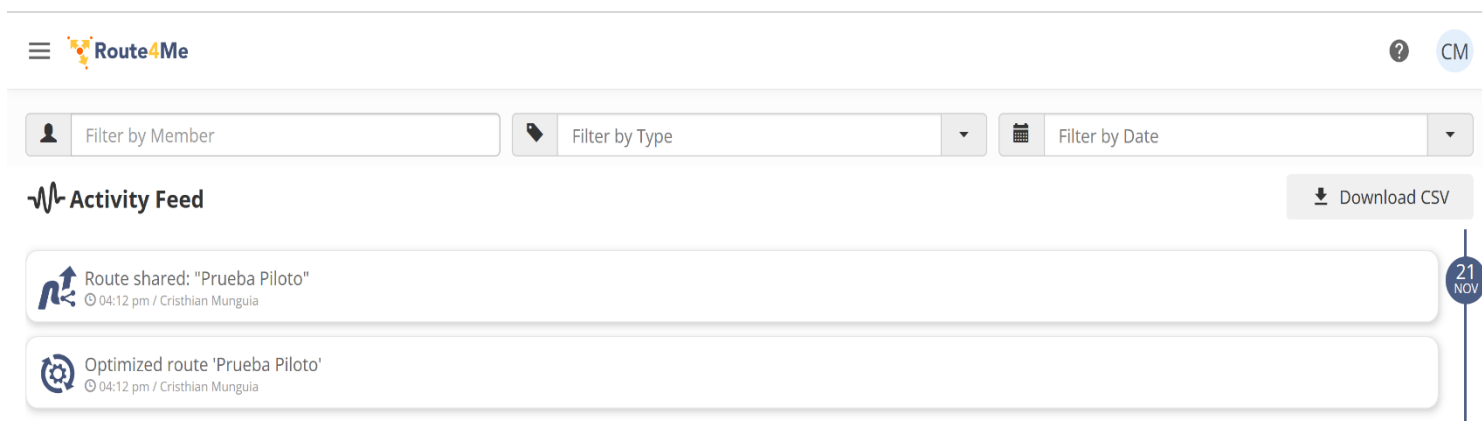 Route4Me
CM
Filter by Member
Filter by Type
Filter by Date
Activity Feed
Download CSV
Route shared: "Prueba Piloto"
04:12 pm / Cristhian Munguia
21
NOV
Optimized route 'Prueba Piloto'
04:12 pm / Cristhian Munguia